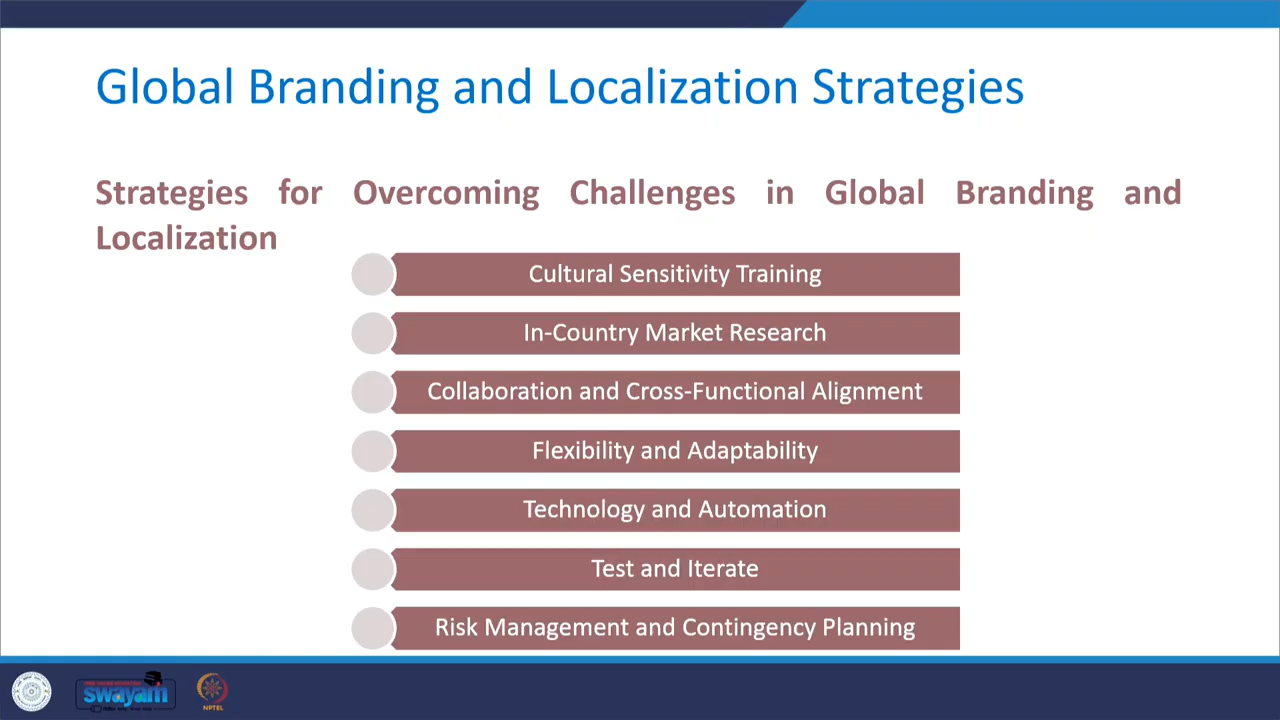 Global Branding and Localization Strategies
Strategies for Overcoming Challenges in Global Branding and
Localization
Cultural Sensitivity Training
In-Country Market Research
Collaboration and Cross-Functional Alignment
Flexibility and Adaptability
Technology and Automation
Test and Iterate
Risk Management and Contingency Planning
swayam
NPTEL